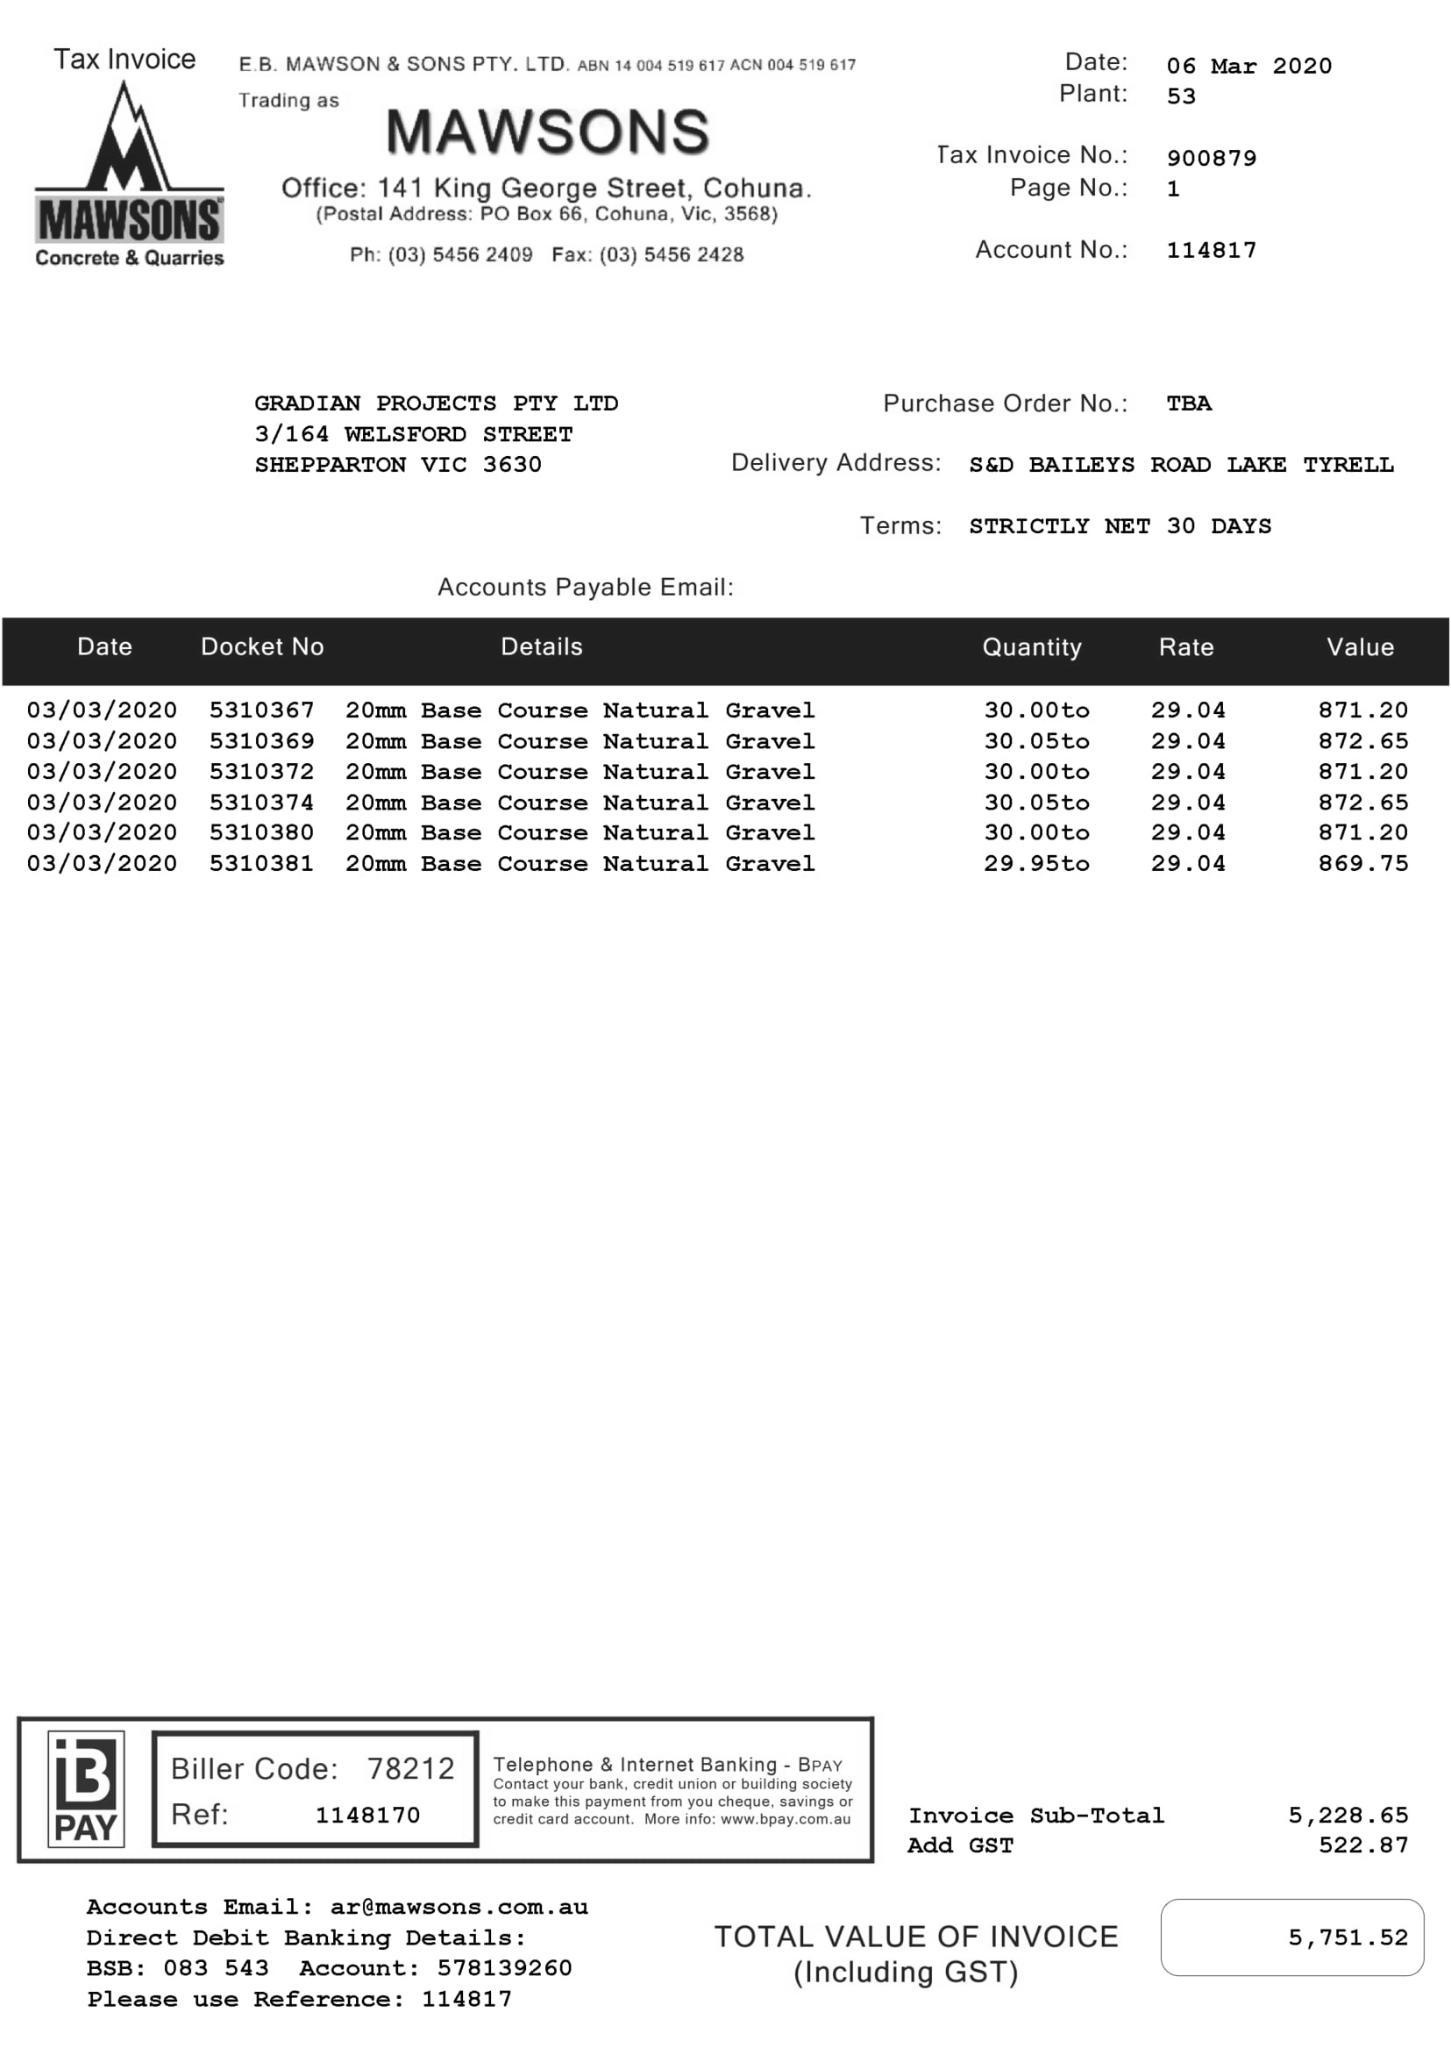 Tax Invoice
MAWSONS
Concrete & Quarries
E.B. MAWSON & SONS PTY. LTD. ABN 14 004 519 617 ACN 004 519 617
Trading as
MAWSONS
Office: 141 King George Street, Cohuna.
(Postal Address: PO Box 66, Cohuna, Vic, 3568)
Ph: (03) 5456 2409 Fax: (03) 5456 2428
Date: 06 Mar 2020
Plant: 53
Tax Invoice No.: 900879
Page No.: 1
Account No.: 114817
GRADIAN PROJECTS PTY LTD
3/164 WELSFORD STREET
SHEPPARTON VIC 3630
Purchase Order No.: TBA
Delivery Address: S&D BAILEYS ROAD LAKE TYRELL
Terms: STRICTLY NET 30 DAYS
Accounts Payable Email:
Date Docket No Details Quantity Rate Value
03/03/2020 5310367 20mm Base Course Natural Gravel 30.00to 29.04 871.20
03/03/2020 5310369 20mm Base Course Natural Gravel 30.05to 29.04 872.65
03/03/2020 5310372 20mm Base Course Natural Gravel 30.00to 29.04 871.20
03/03/2020 5310374 20mm Base Course Natural Gravel 30.05to 29.04 872.65
03/03/2020 5310380 20mm Base Course Natural Gravel 30.00to 29.04 871.20
03/03/2020 5310381 20mm Base Course Natural Gravel 29.95to 29.04 869.75
B
PAY
Biller Code: 78212
Ref: 1148170
Telephone & Internet Banking - BPAY
Contact your bank, credit union or building society
to make this payment from you cheque, savings or
credit card account. More info: www.bpay.com.au
Invoice Sub-Total 5,228.65
Add GST 522.87
Accounts Email: ar@mawsons.com.au
Direct Debit Banking Details:
BSB: 083 543 Account: 578139260
Please use Reference: 114817
TOTAL VALUE OF INVOICE 5,751.52
(Including GST)